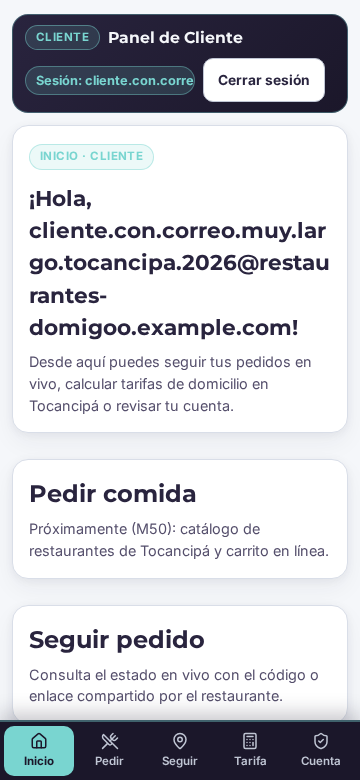 CLIENTE Panel de Cliente
Sesión: cliente.con.corre Cerrar sesión
INICIO · CLIENTE
¡Hola,
cliente.con.correo.muy.lar
go.tocancipa.2026@restau
rantes-
domigoo.example.com!
Desde aquí puedes seguir tus pedidos en
vivo, calcular tarifas de domicilio en
Tocancipá o revisar tu cuenta.
Pedir comida
Próximamente (M50): catálogo de
restaurantes de Tocancipá y carrito en línea.
Seguir pedido
Consulta el estado en vivo con el código o
enlace compartido por el restaurante.
Inicio Pedir Seguir Tarifa Cuenta